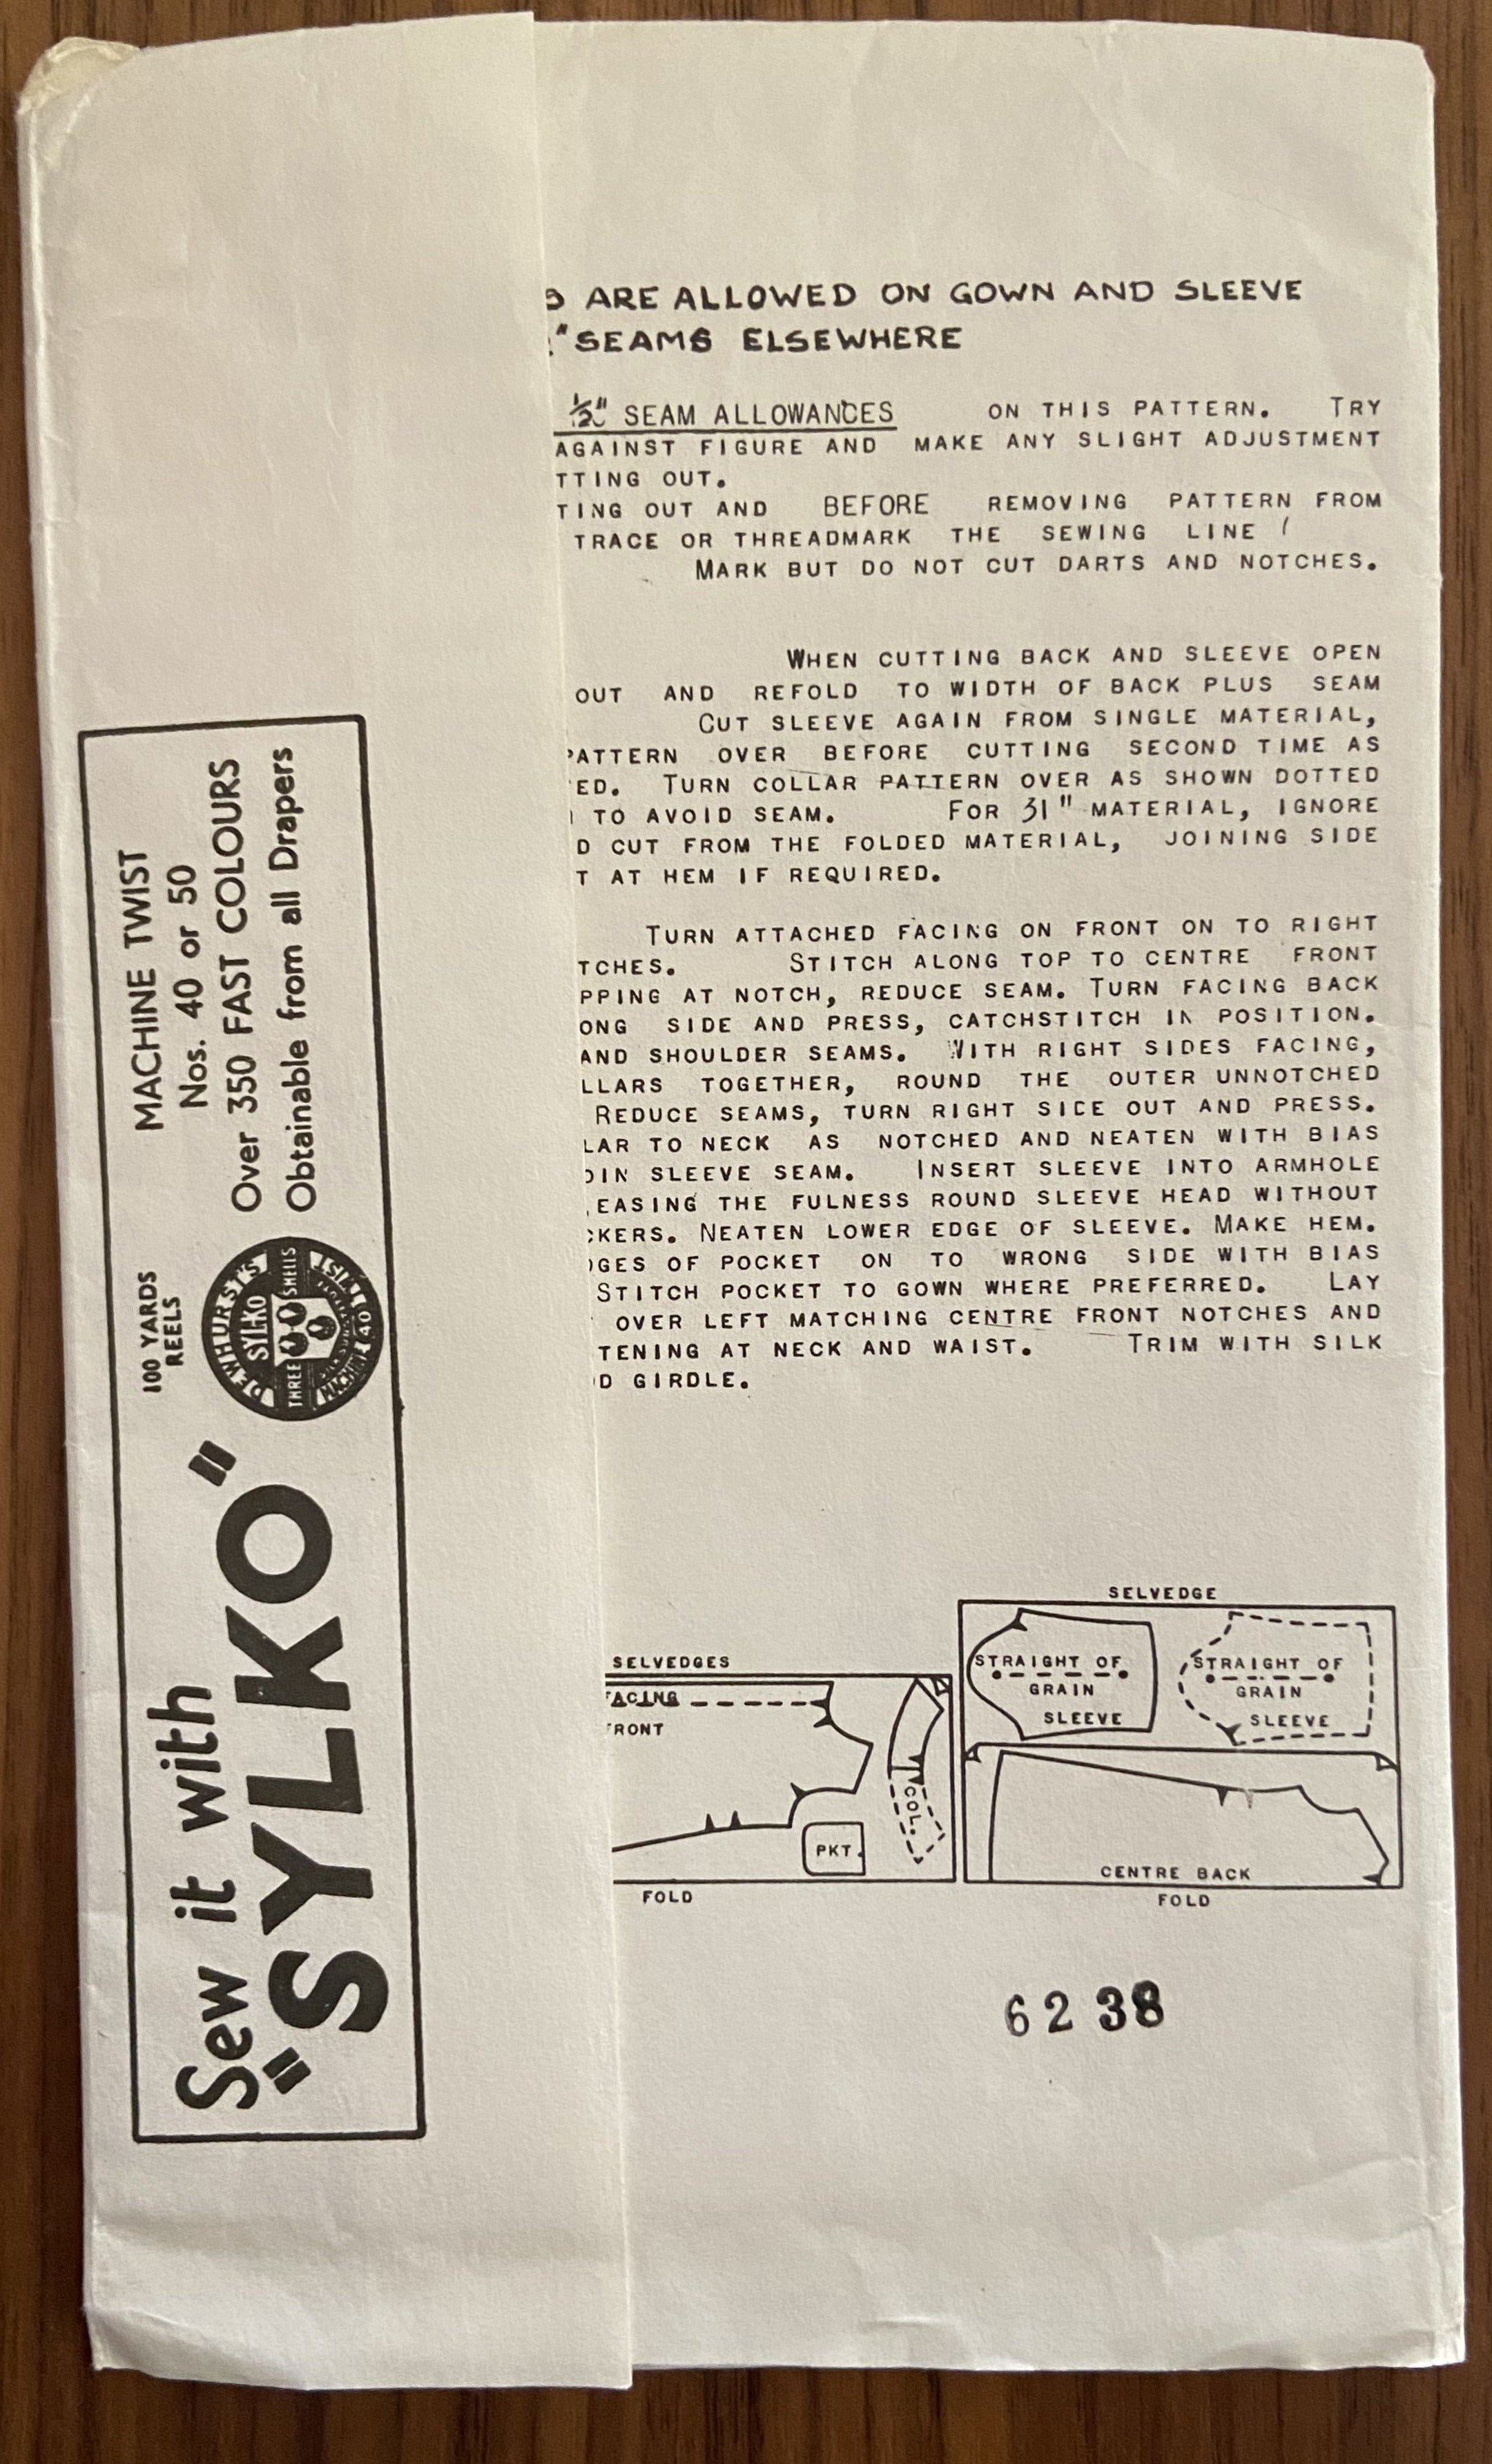 ARE ALLOWED ON GOWN AND SLEEVE
" SEAMS ELSEWHERE
½" SEAM ALLOWANCES ON THIS PATTERN. TRY
AGAINST FIGURE AND MAKE ANY SLIGHT ADJUSTMENT
TTING OUT.
TING OUT AND BEFORE REMOVING PATTERN FROM
TRACE OR THREADMARK THE SEWING LINE (
MARK BUT DO NOT CUT DARTS AND NOTCHES.
WHEN CUTTING BACK AND SLEEVE OPEN
OUT AND REFOLD TO WIDTH OF BACK PLUS SEAM
CUT SLEEVE AGAIN FROM SINGLE MATERIAL,
PATTERN OVER BEFORE CUTTING SECOND TIME AS
ED. TURN COLLAR PATTERN OVER AS SHOWN DOTTED
TO AVOID SEAM. FOR 31" MATERIAL, IGNORE
D CUT FROM THE FOLDED MATERIAL, JOINING SIDE
T AT HEM IF REQUIRED.
TURN ATTACHED FACING ON FRONT ON TO RIGHT
TCHES. STITCH ALONG TOP TO CENTRE FRONT
PPING AT NOTCH, REDUCE SEAM. TURN FACING BACK
ONG SIDE AND PRESS, CATCHSTITCH IN POSITION.
AND SHOULDER SEAMS. WITH RIGHT SIDES FACING,
LLARS TOGETHER, ROUND THE OUTER UNNOTCHED
REDUCE SEAMS, TURN RIGHT SIDE OUT AND PRESS.
LAR TO NECK AS NOTCHED AND NEATEN WITH BIAS
OIN SLEEVE SEAM. INSERT SLEEVE INTO ARMHOLE
EASING THE FULNESS ROUND SLEEVE HEAD WITHOUT
CKERS. NEATEN LOWER EDGE OF SLEEVE. MAKE HEM.
DGES OF POCKET ON TO WRONG SIDE WITH BIAS
STITCH POCKET TO GOWN WHERE PREFERRED. LAY
OVER LEFT MATCHING CENTRE FRONT NOTCHES AND
TENING AT NECK AND WAIST. TRIM WITH SILK
D GIRDLE.
SELVEDGES
FACING
FRONT
COL.
PKT.
FOLD
SELVEDGE
STRAIGHT OF
GRAIN
SLEEVE
STRAIGHT OF
GRAIN
SLEEVE
CENTRE BACK
FOLD
6238
Sew it with
"SYLKO"
100 YARDS
REELS
DEWHURST'S
SYLKO
THREE SHELLS
MACHINE TWIST
MACHINE TWIST
Nos. 40 or 50
Over 350 FAST COLOURS
Obtainable from all Drapers